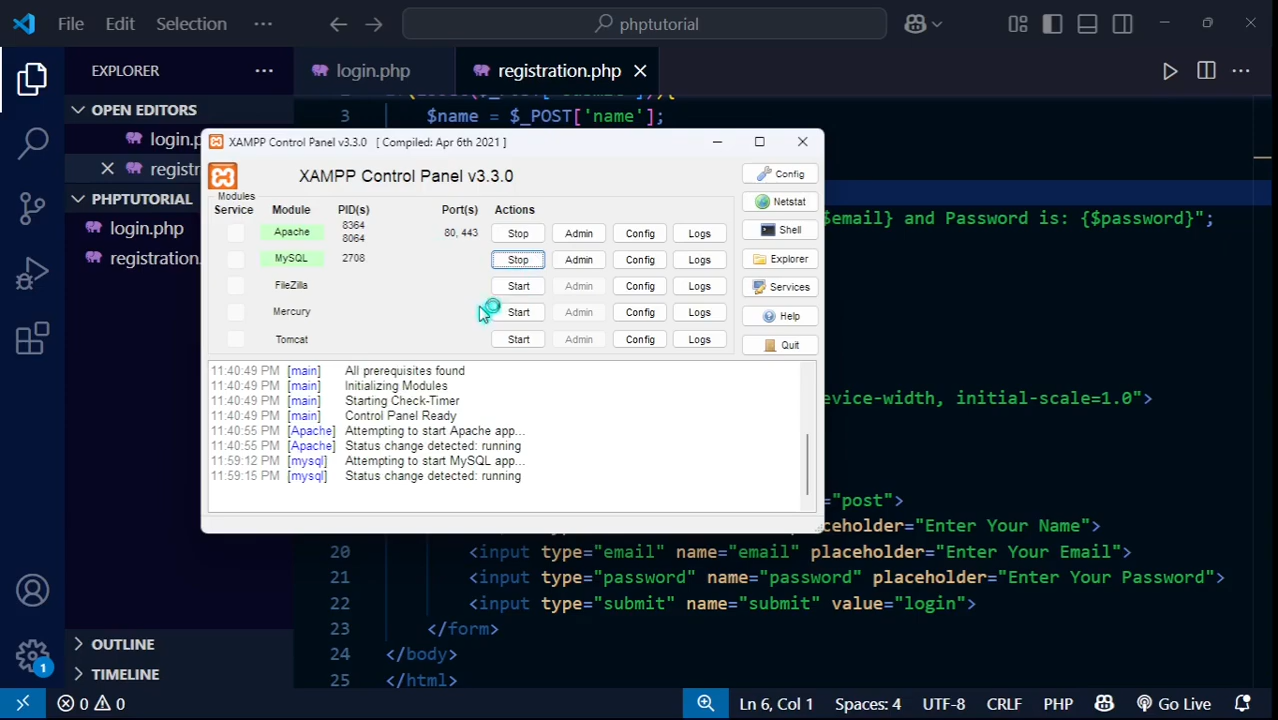 File Edit Selection ··· phptutorial
EXPLORER ···
login.php registration.php
OPEN EDITORS
login.p
registr
PHPTUTORIAL
login.php
registration.
3 $name = $_POST['name'];
$email} and Password is: {$password}";
evice-width, initial-scale=1.0">
="post">
ceholder="Enter Your Name">
20 <input type="email" name="email" placeholder="Enter Your Email">
21 <input type="password" name="password" placeholder="Enter Your Password">
22 <input type="submit" name="submit" value="login">
23 </form>
24 </body>
25 </html>
XAMPP Control Panel v3.3.0 [ Compiled: Apr 6th 2021 ]
XAMPP Control Panel v3.3.0
Config
Netstat
Shell
Explorer
Services
Help
Quit
Modules
Service Module PID(s) Port(s) Actions
Apache 8364 8064 80, 443 Stop Admin Config Logs
MySQL 2708 Stop Admin Config Logs
FileZilla Start Admin Config Logs
Mercury Start Admin Config Logs
Tomcat Start Admin Config Logs
11:40:49 PM [main] All prerequisites found
11:40:49 PM [main] Initializing Modules
11:40:49 PM [main] Starting Check-Timer
11:40:49 PM [main] Control Panel Ready
11:40:55 PM [Apache] Attempting to start Apache app...
11:40:55 PM [Apache] Status change detected: running
11:59:12 PM [mysql] Attempting to start MySQL app...
11:59:15 PM [mysql] Status change detected: running
OUTLINE
TIMELINE
1
0 0 Ln 6, Col 1 Spaces: 4 UTF-8 CRLF PHP Go Live